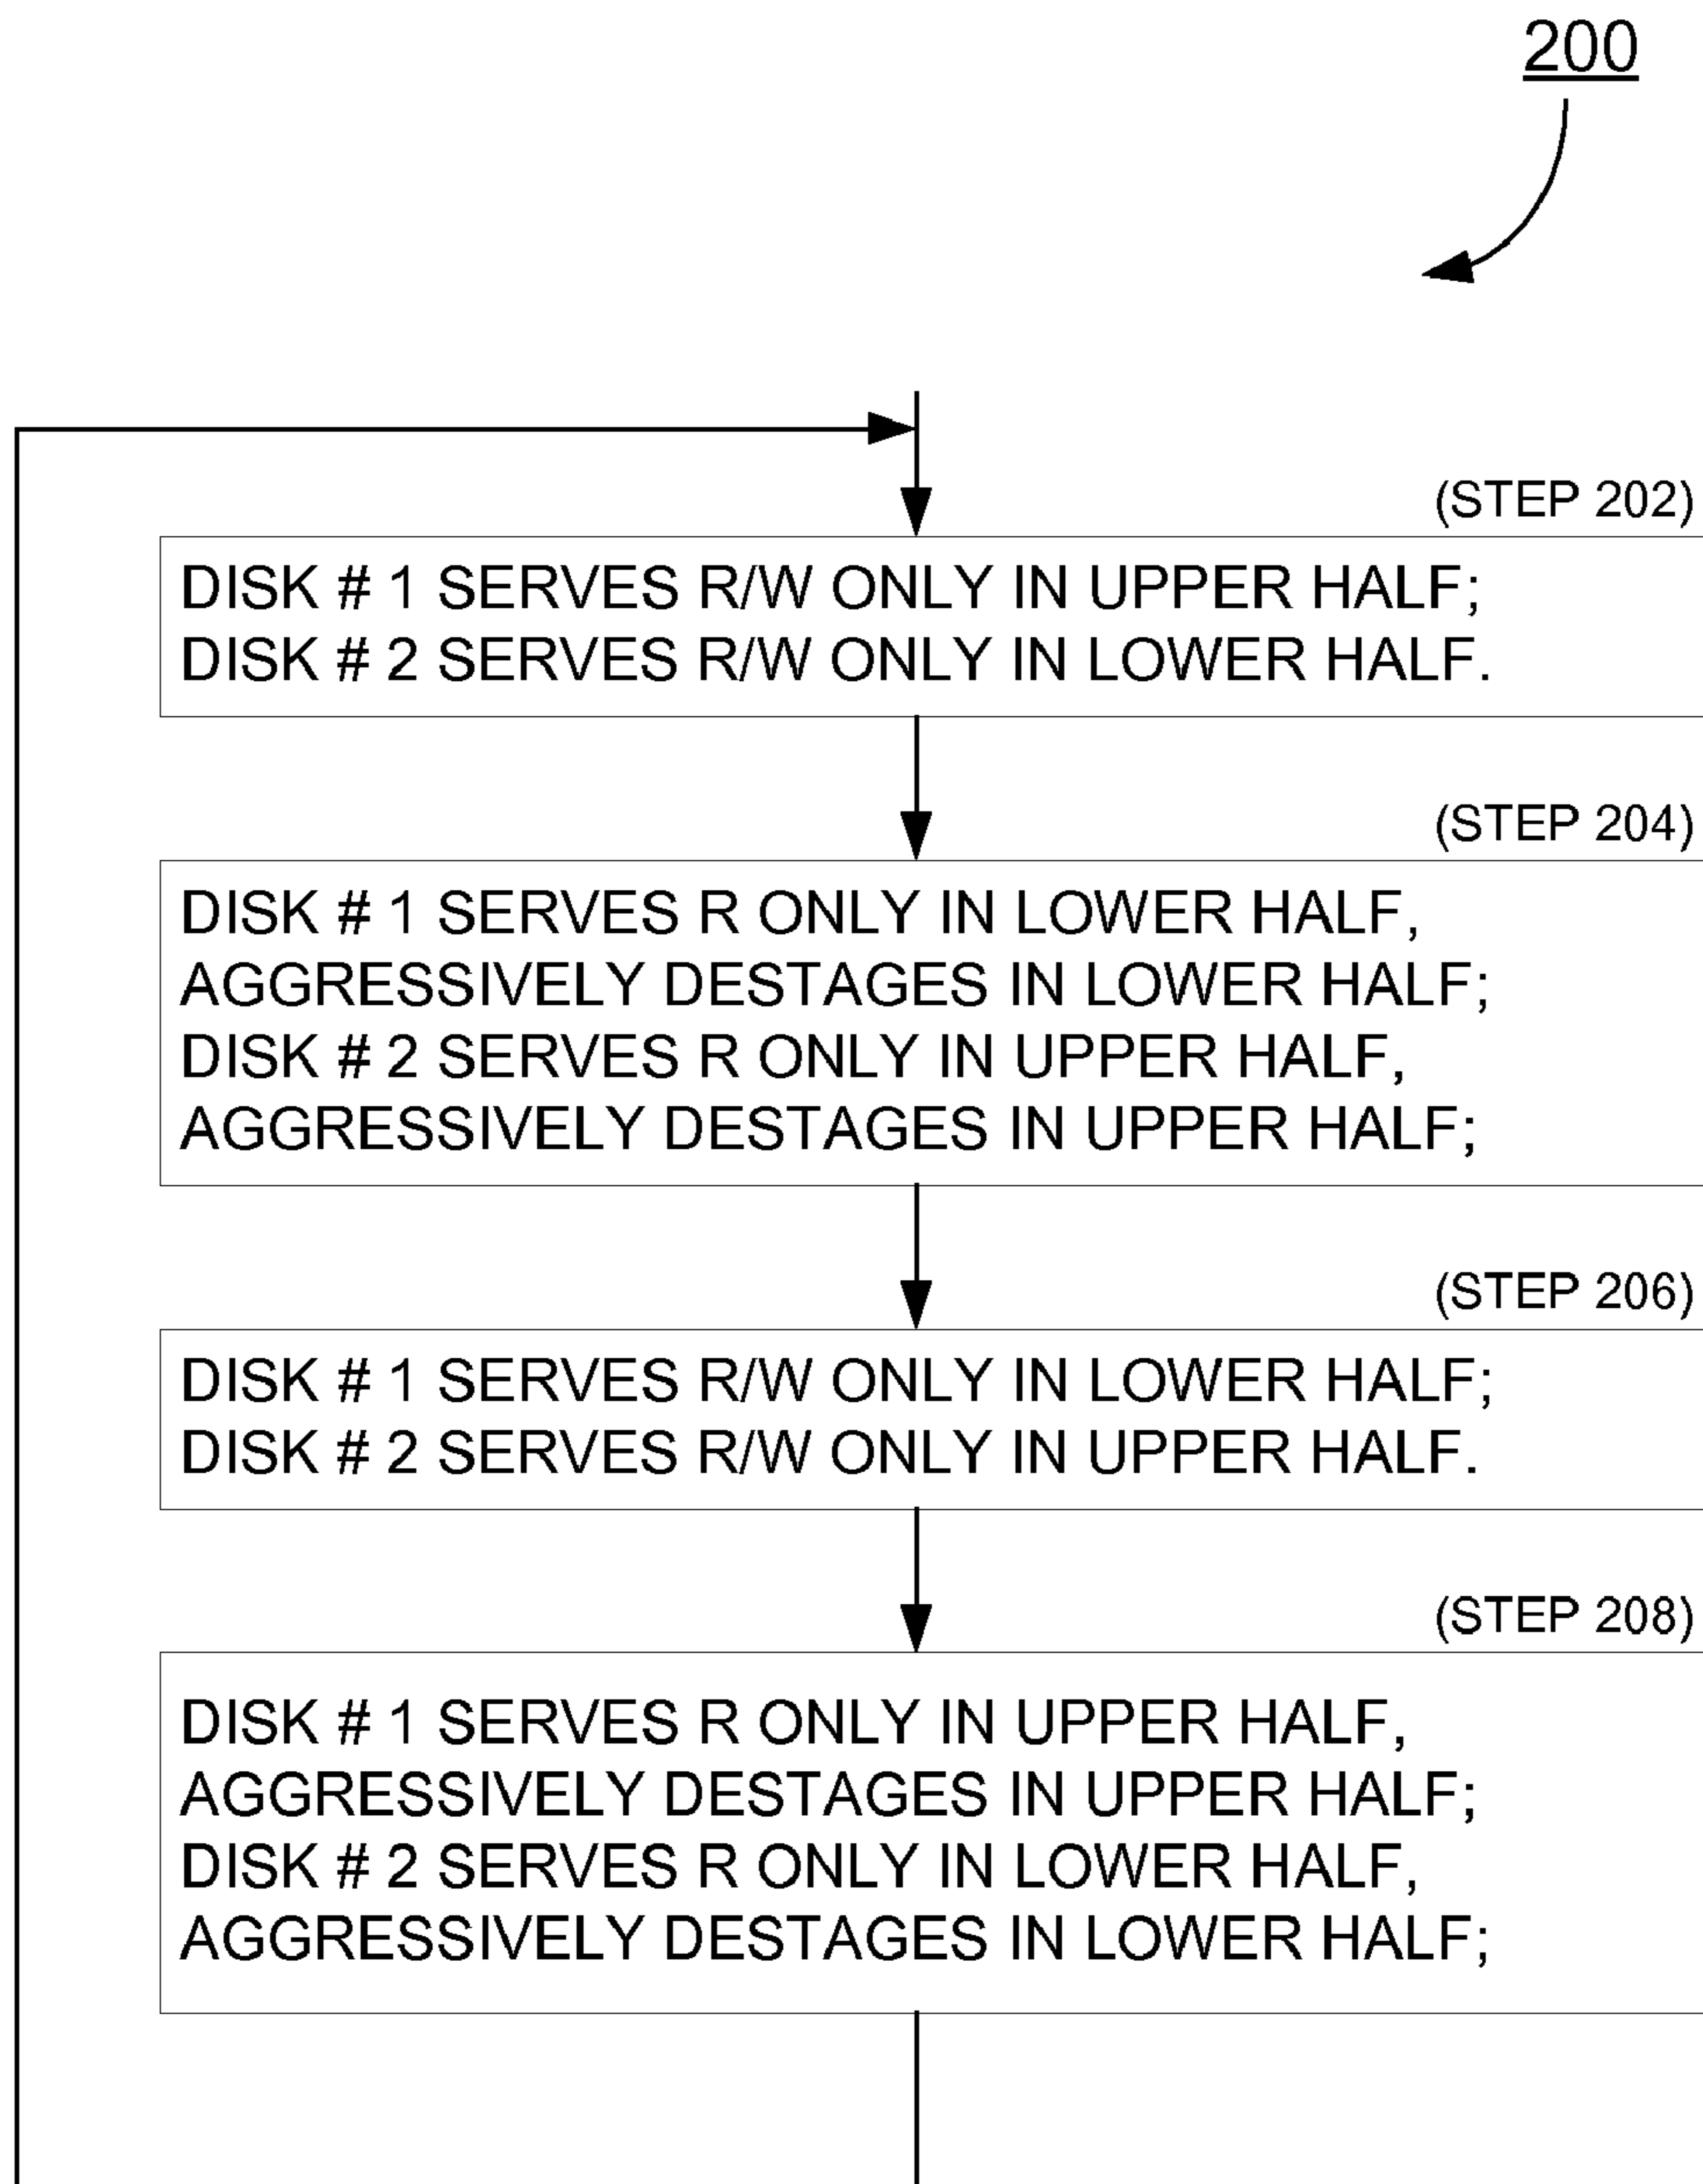 200
(STEP 202)
DISK # 1 SERVES R/W ONLY IN UPPER HALF;
DISK # 2 SERVES R/W ONLY IN LOWER HALF.
(STEP 204)
DISK # 1 SERVES R ONLY IN LOWER HALF,
AGGRESSIVELY DESTAGES IN LOWER HALF;
DISK # 2 SERVES R ONLY IN UPPER HALF,
AGGRESSIVELY DESTAGES IN UPPER HALF;
(STEP 206)
DISK # 1 SERVES R/W ONLY IN LOWER HALF;
DISK # 2 SERVES R/W ONLY IN UPPER HALF.
(STEP 208)
DISK # 1 SERVES R ONLY IN UPPER HALF,
AGGRESSIVELY DESTAGES IN UPPER HALF;
DISK # 2 SERVES R ONLY IN LOWER HALF,
AGGRESSIVELY DESTAGES IN LOWER HALF;